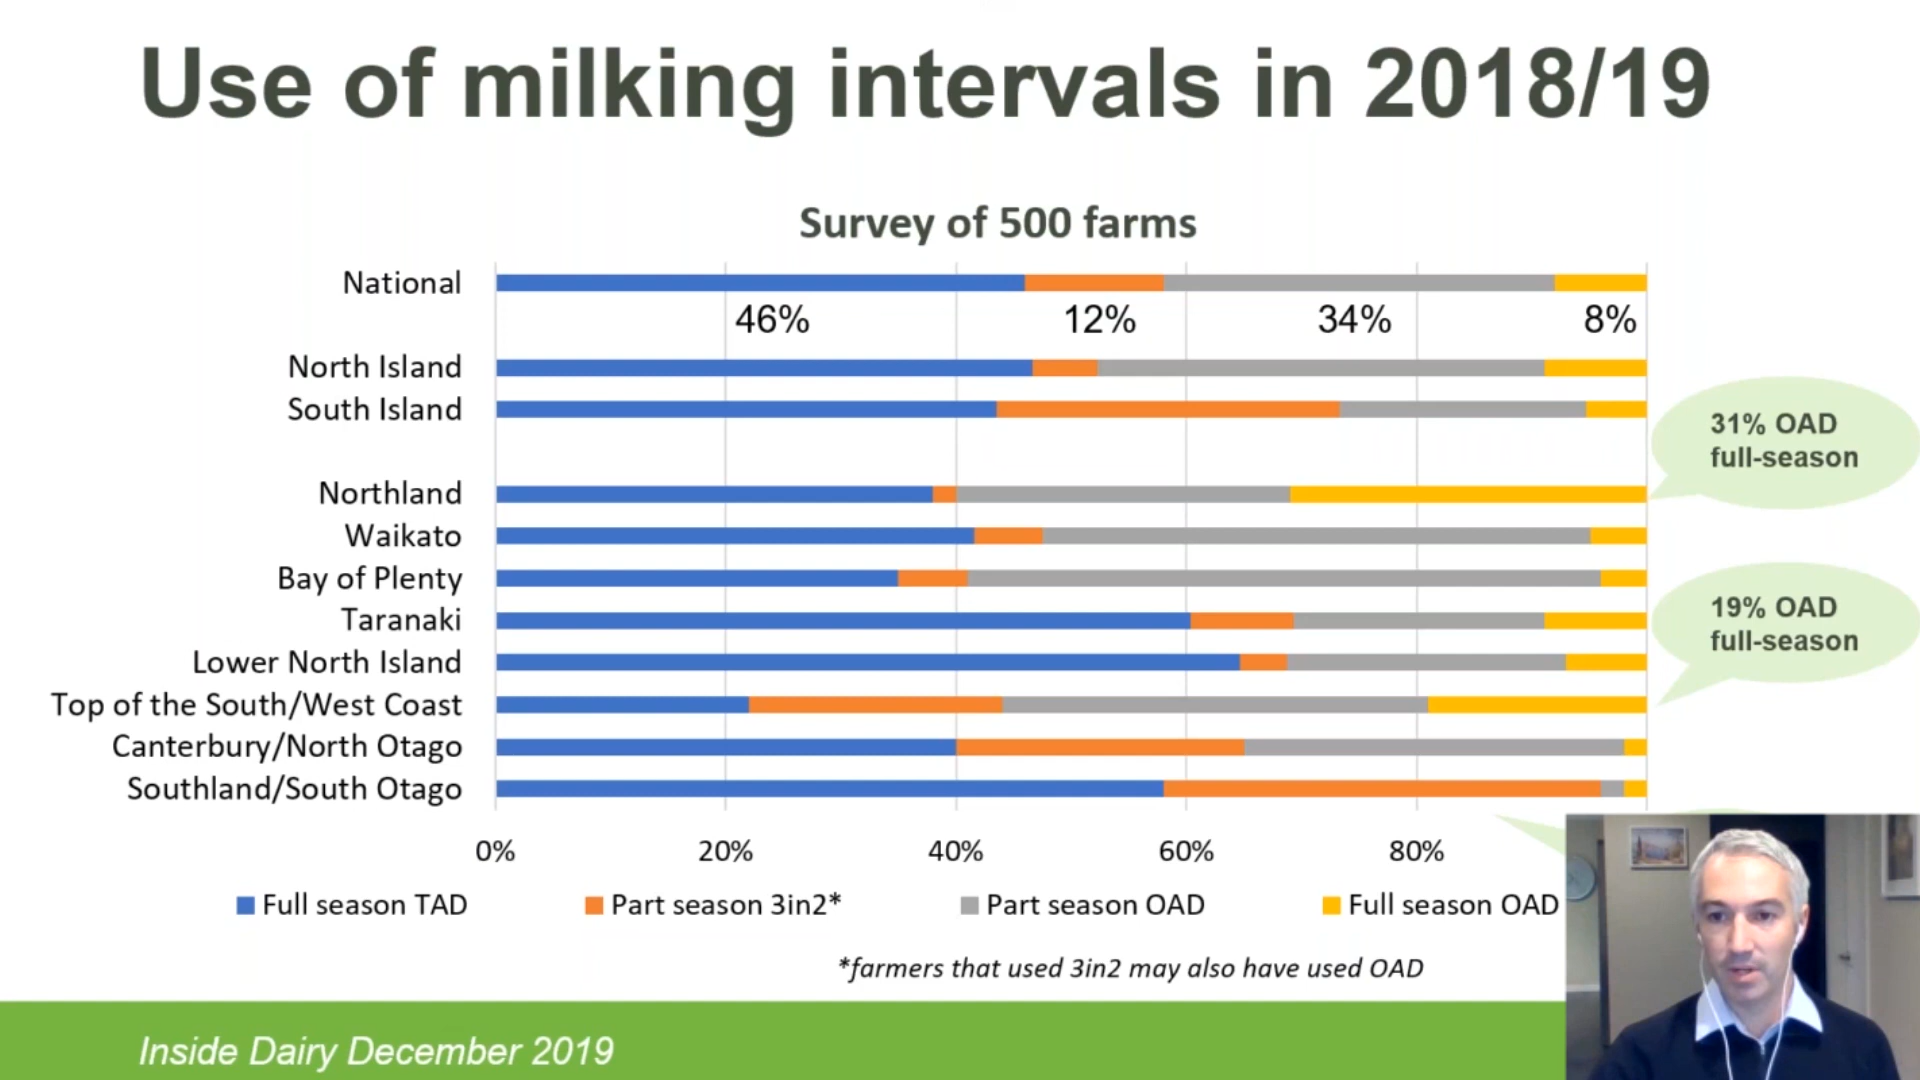 Use of milking intervals in 2018/19
Survey of 500 farms
National
46% 12% 34% 8%
North Island
South Island
31% OAD
full-season
Northland
Waikato
Bay of Plenty
Taranaki
19% OAD
full-season
Lower North Island
Top of the South/West Coast
Canterbury/North Otago
Southland/South Otago
0% 20% 40% 60% 80%
Full season TAD Part season 3in2* Part season OAD Full season OAD
*farmers that used 3in2 may also have used OAD
Inside Dairy December 2019